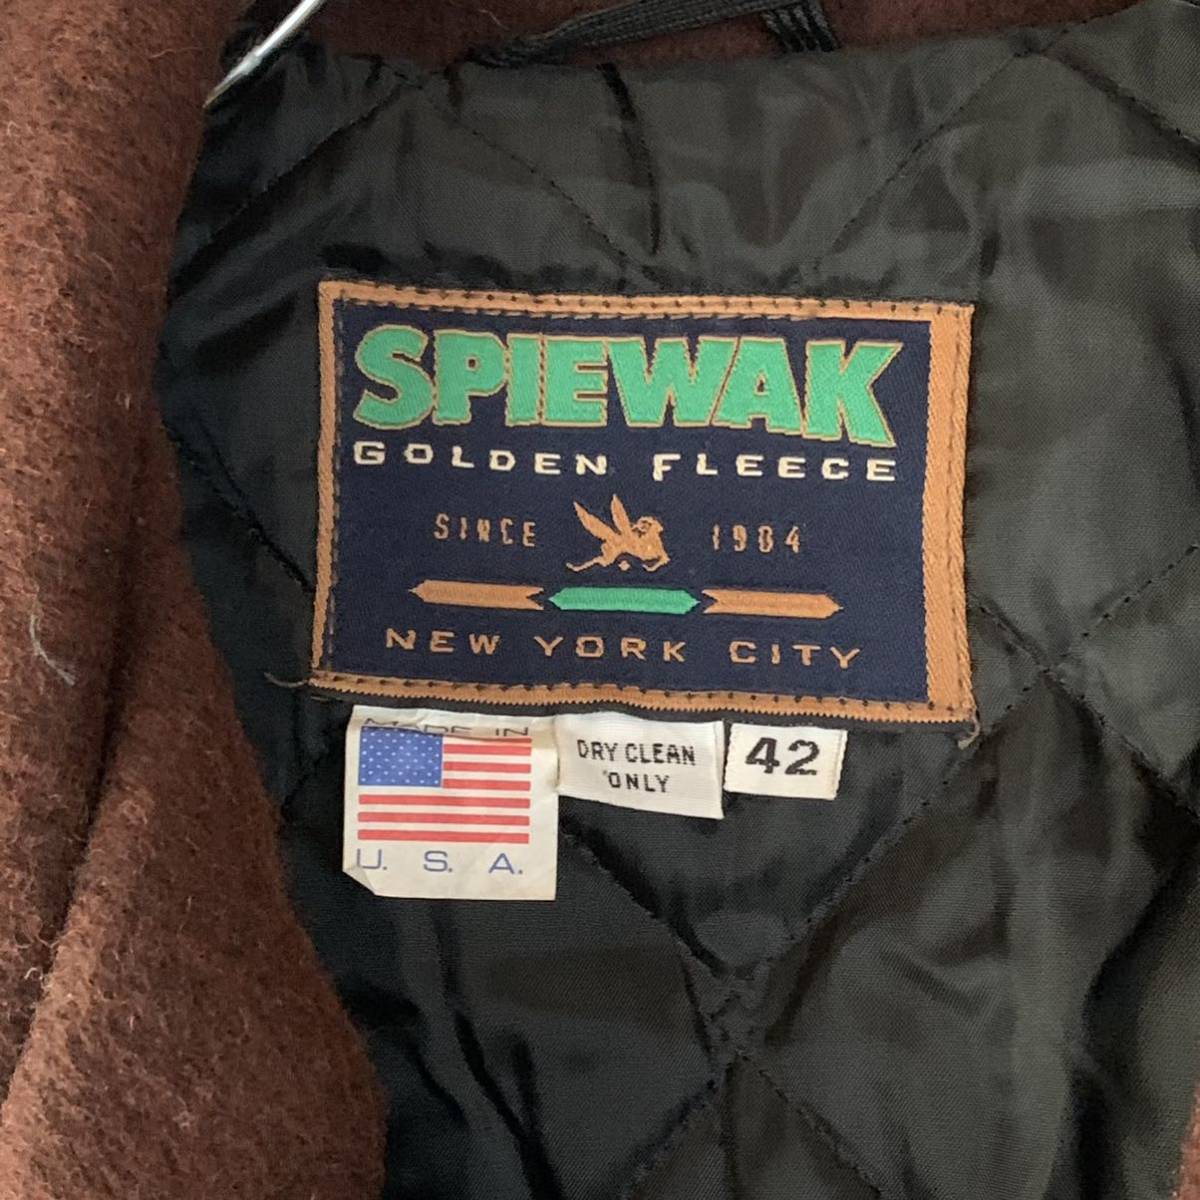 SPIEWAK
GOLDEN FLEECE
SINCE 1904
NEW YORK CITY
MADE IN
U. S. A.
DRY CLEAN
ONLY
42